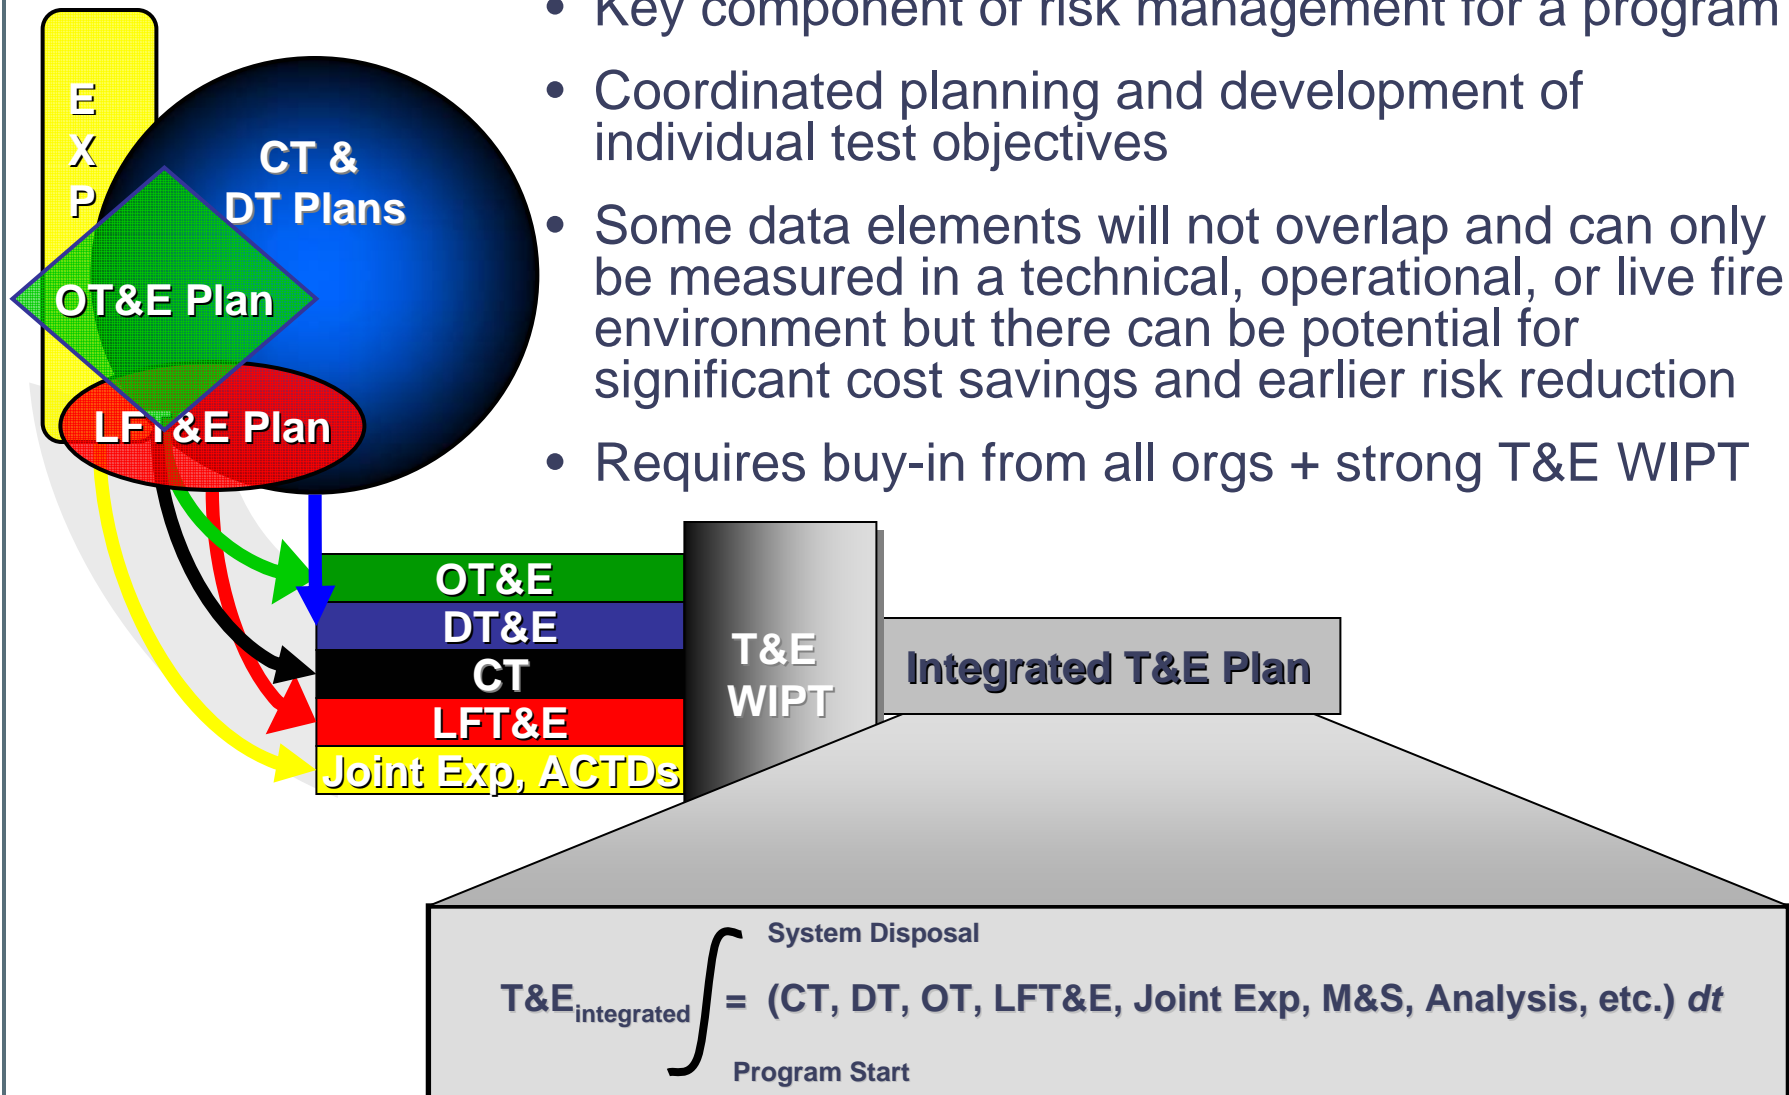 • Key component of risk management for a program
• Coordinated planning and development of
individual test objectives
• Some data elements will not overlap and can only
be measured in a technical, operational, or live fire
environment but there can be potential for
significant cost savings and earlier risk reduction
• Requires buy-in from all orgs + strong T&E WIPT
E
X
P
CT &
DT Plans
OT&E Plan
LFT&E Plan
OT&E
DT&E
CT
LFT&E
Joint Exp, ACTDs
T&E
WIPT
Integrated T&E Plan
System Disposal
T&Eintegrated ∫ = (CT, DT, OT, LFT&E, Joint Exp, M&S, Analysis, etc.) dt
Program Start